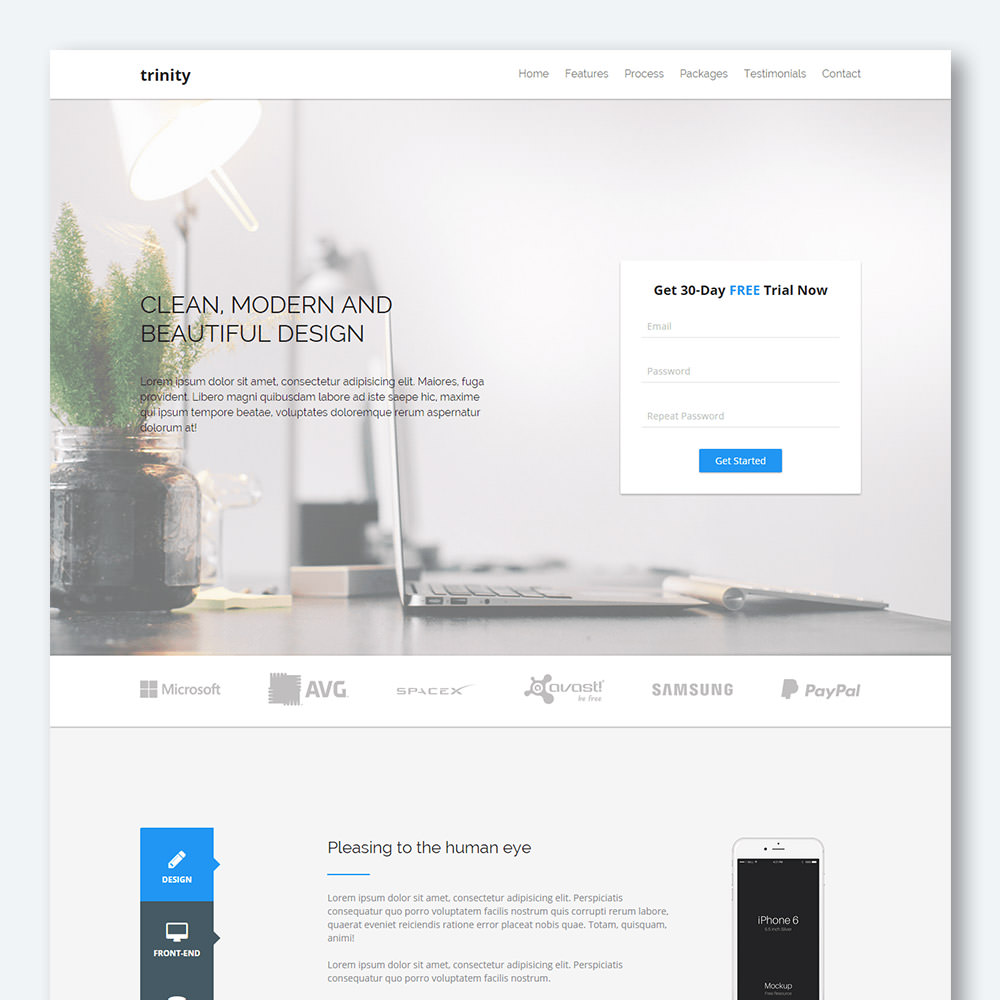 trinity
Home Features Process Packages Testimonials Contact
CLEAN, MODERN AND
BEAUTIFUL DESIGN
Lorem ipsum dolor sit amet, consectetur adipisicing elit. Maiores, fuga
provident. Libero magni quibusdam labore ad iste saepe hic, maxime
qui ipsum tempore beatae, voluptates doloremque rerum aspernatur
dolorum at!
Get 30-Day FREE Trial Now
Email
Password
Repeat Password
Get Started
Microsoft
AVG
SPACEX
avast!
be free
SAMSUNG
PayPal
DESIGN
FRONT-END
Pleasing to the human eye
Lorem ipsum dolor sit amet, consectetur adipisicing elit. Perspiciatis
consequatur quo porro voluptatem facilis nostrum quis corrupti rerum labore,
quaerat eveniet reiciendis ratione error placeat nobis quae. Totam, quisquam,
animi!
Lorem ipsum dolor sit amet, consectetur adipisicing elit. Perspiciatis
consequatur quo porro voluptatem facilis nostrum.
iPhone 6
5.5 inch Silver
Mockup
Free Resource